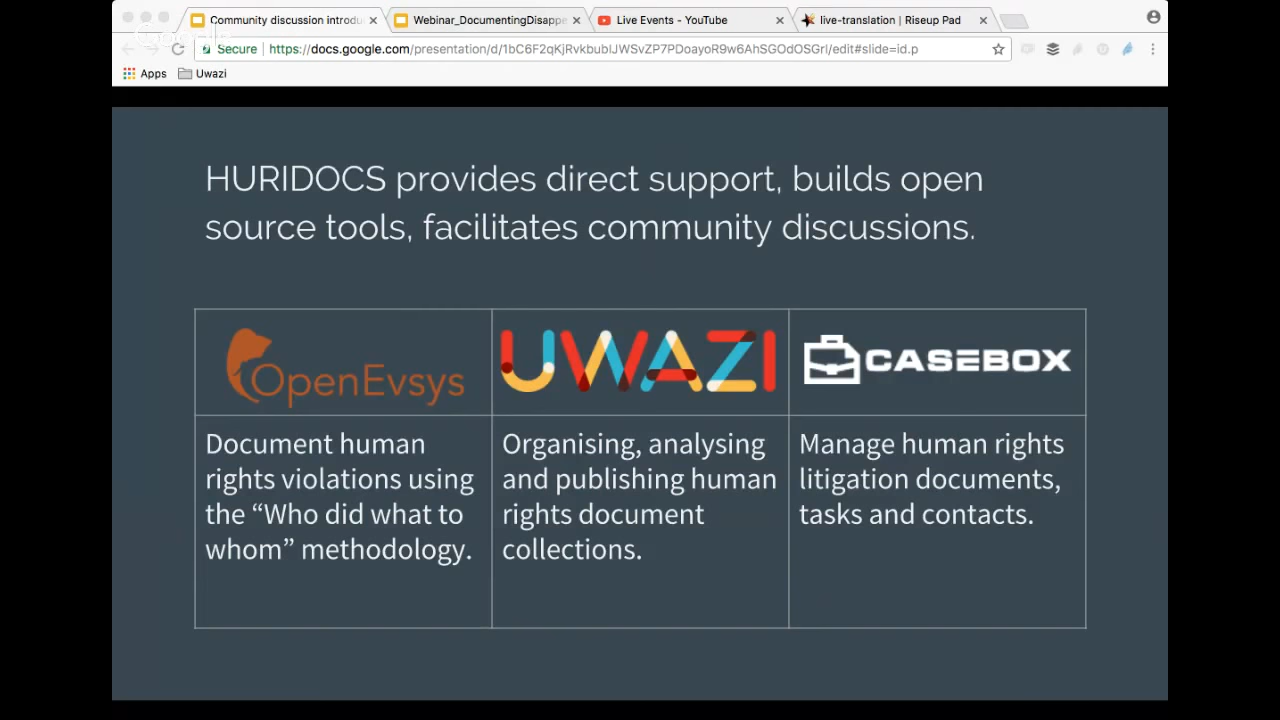 Community discussion introdu
Webinar_DocumentingDisappe
Live Events - YouTube
live-translation | Riseup Pad
Google
Secure
https://docs.google.com/presentation/d/1bC6F2qKjRvkbubIJWSvZP7PDoayoR9w6AhSGOdOSGrI/edit#slide=id.p
Apps
Uwazi
HURIDOCS provides direct support, builds open
source tools, facilitates community discussions.
OpenEvsys
UWAZI
CASEBOX
Document human
rights violations using
the “Who did what to
whom” methodology.
Organising, analysing
and publishing human
rights document
collections.
Manage human rights
litigation documents,
tasks and contacts.